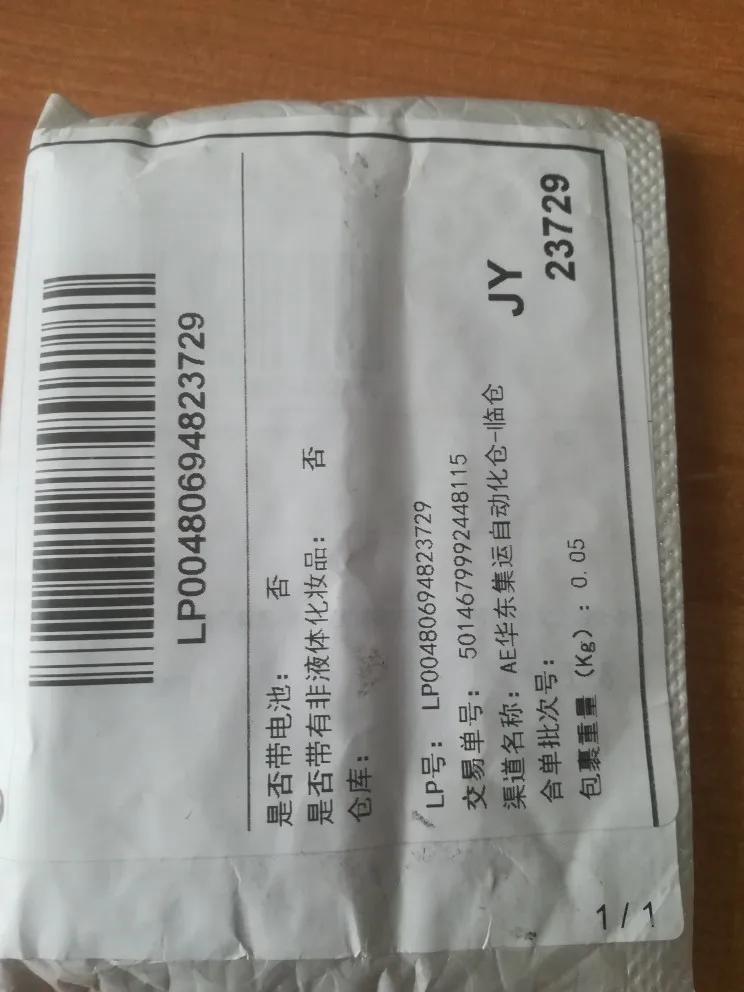 LP00480694823729
是否带电池： 否
是否带有非液体化妆品： 否
仓库：
LP号： LP00480694823729
交易单号： 5014679992448115
渠道名称：AE华东集运自动化仓-临仓
合单批次号：
包裹重量（Kg）：0.05
JY
23729
1/1